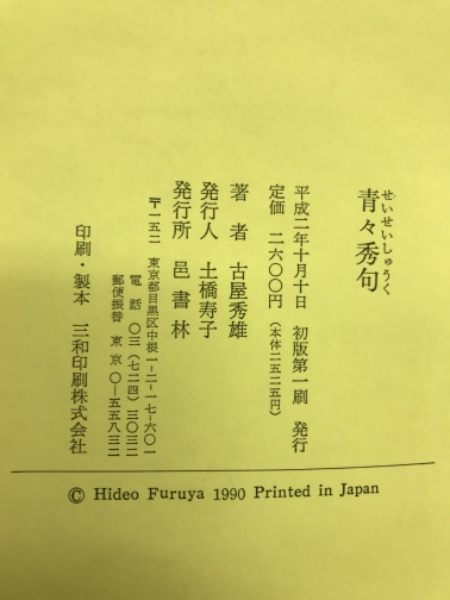 せいせいしゅうく
青々秀句
平成二年十月十日 初版第一刷 発行
定価 二六〇〇円（本体二五二五円）
著者 古屋秀雄
発行人 土橋寿子
発行所 邑書林
〒一五二 東京都目黒区中根一-二-一七-六〇一
電話 〇三（七二四）三〇三二
郵便振替 東京 〇-五五八三二
印刷・製本 三和印刷株式会社
© Hideo Furuya 1990 Printed in Japan